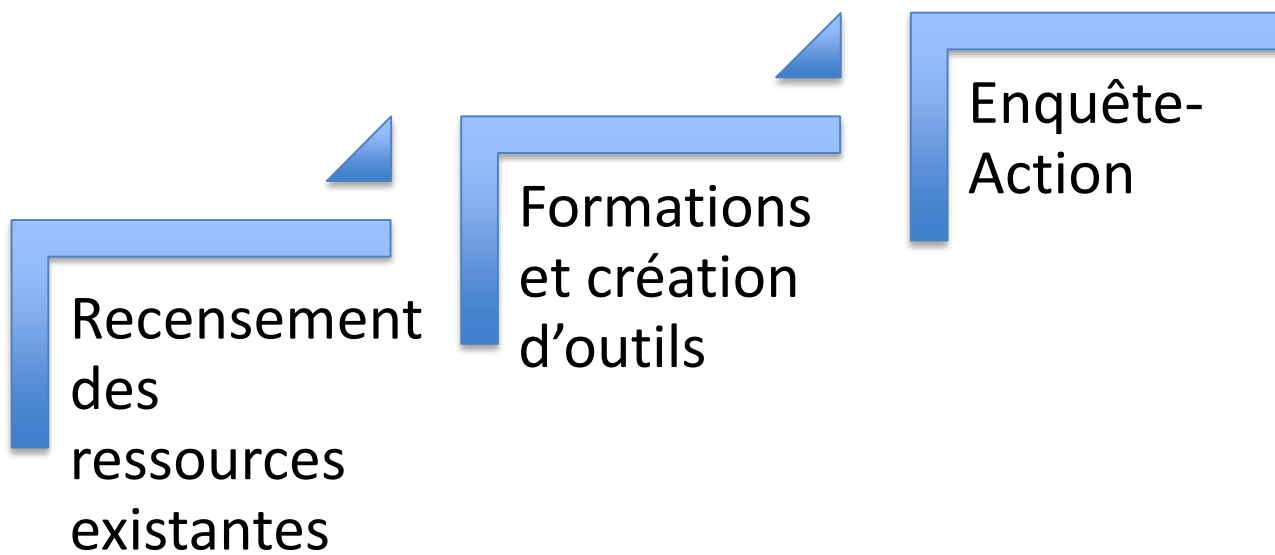 Recensement
des
ressources
existantes
Formations
et création
d’outils
Enquête-
Action